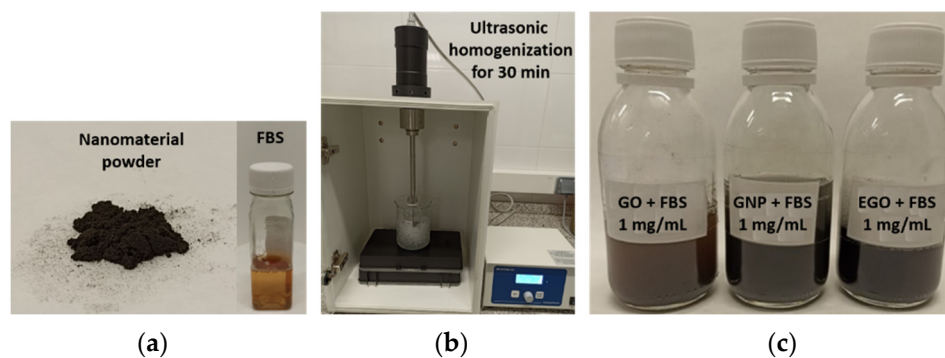 Nanomaterial
powder
FBS
Ultrasonic
homogenization
for 30 min
GO + FBS
1 mg/mL
GNP + FBS
1 mg/mL
EGO + FBS
1 mg/mL
(a)
(b)
(c)